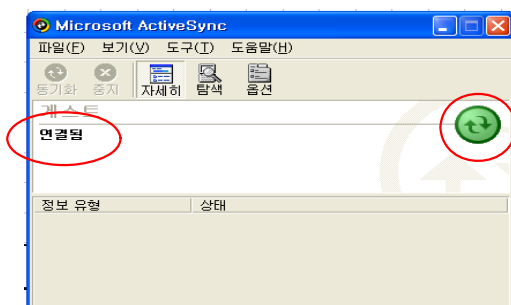 Microsoft ActiveSync
파일(F) 보기(V) 도구(T) 도움말(H)
동기화 중지 자세히 탐색 옵션
게스트
연결됨
정보 유형 상태